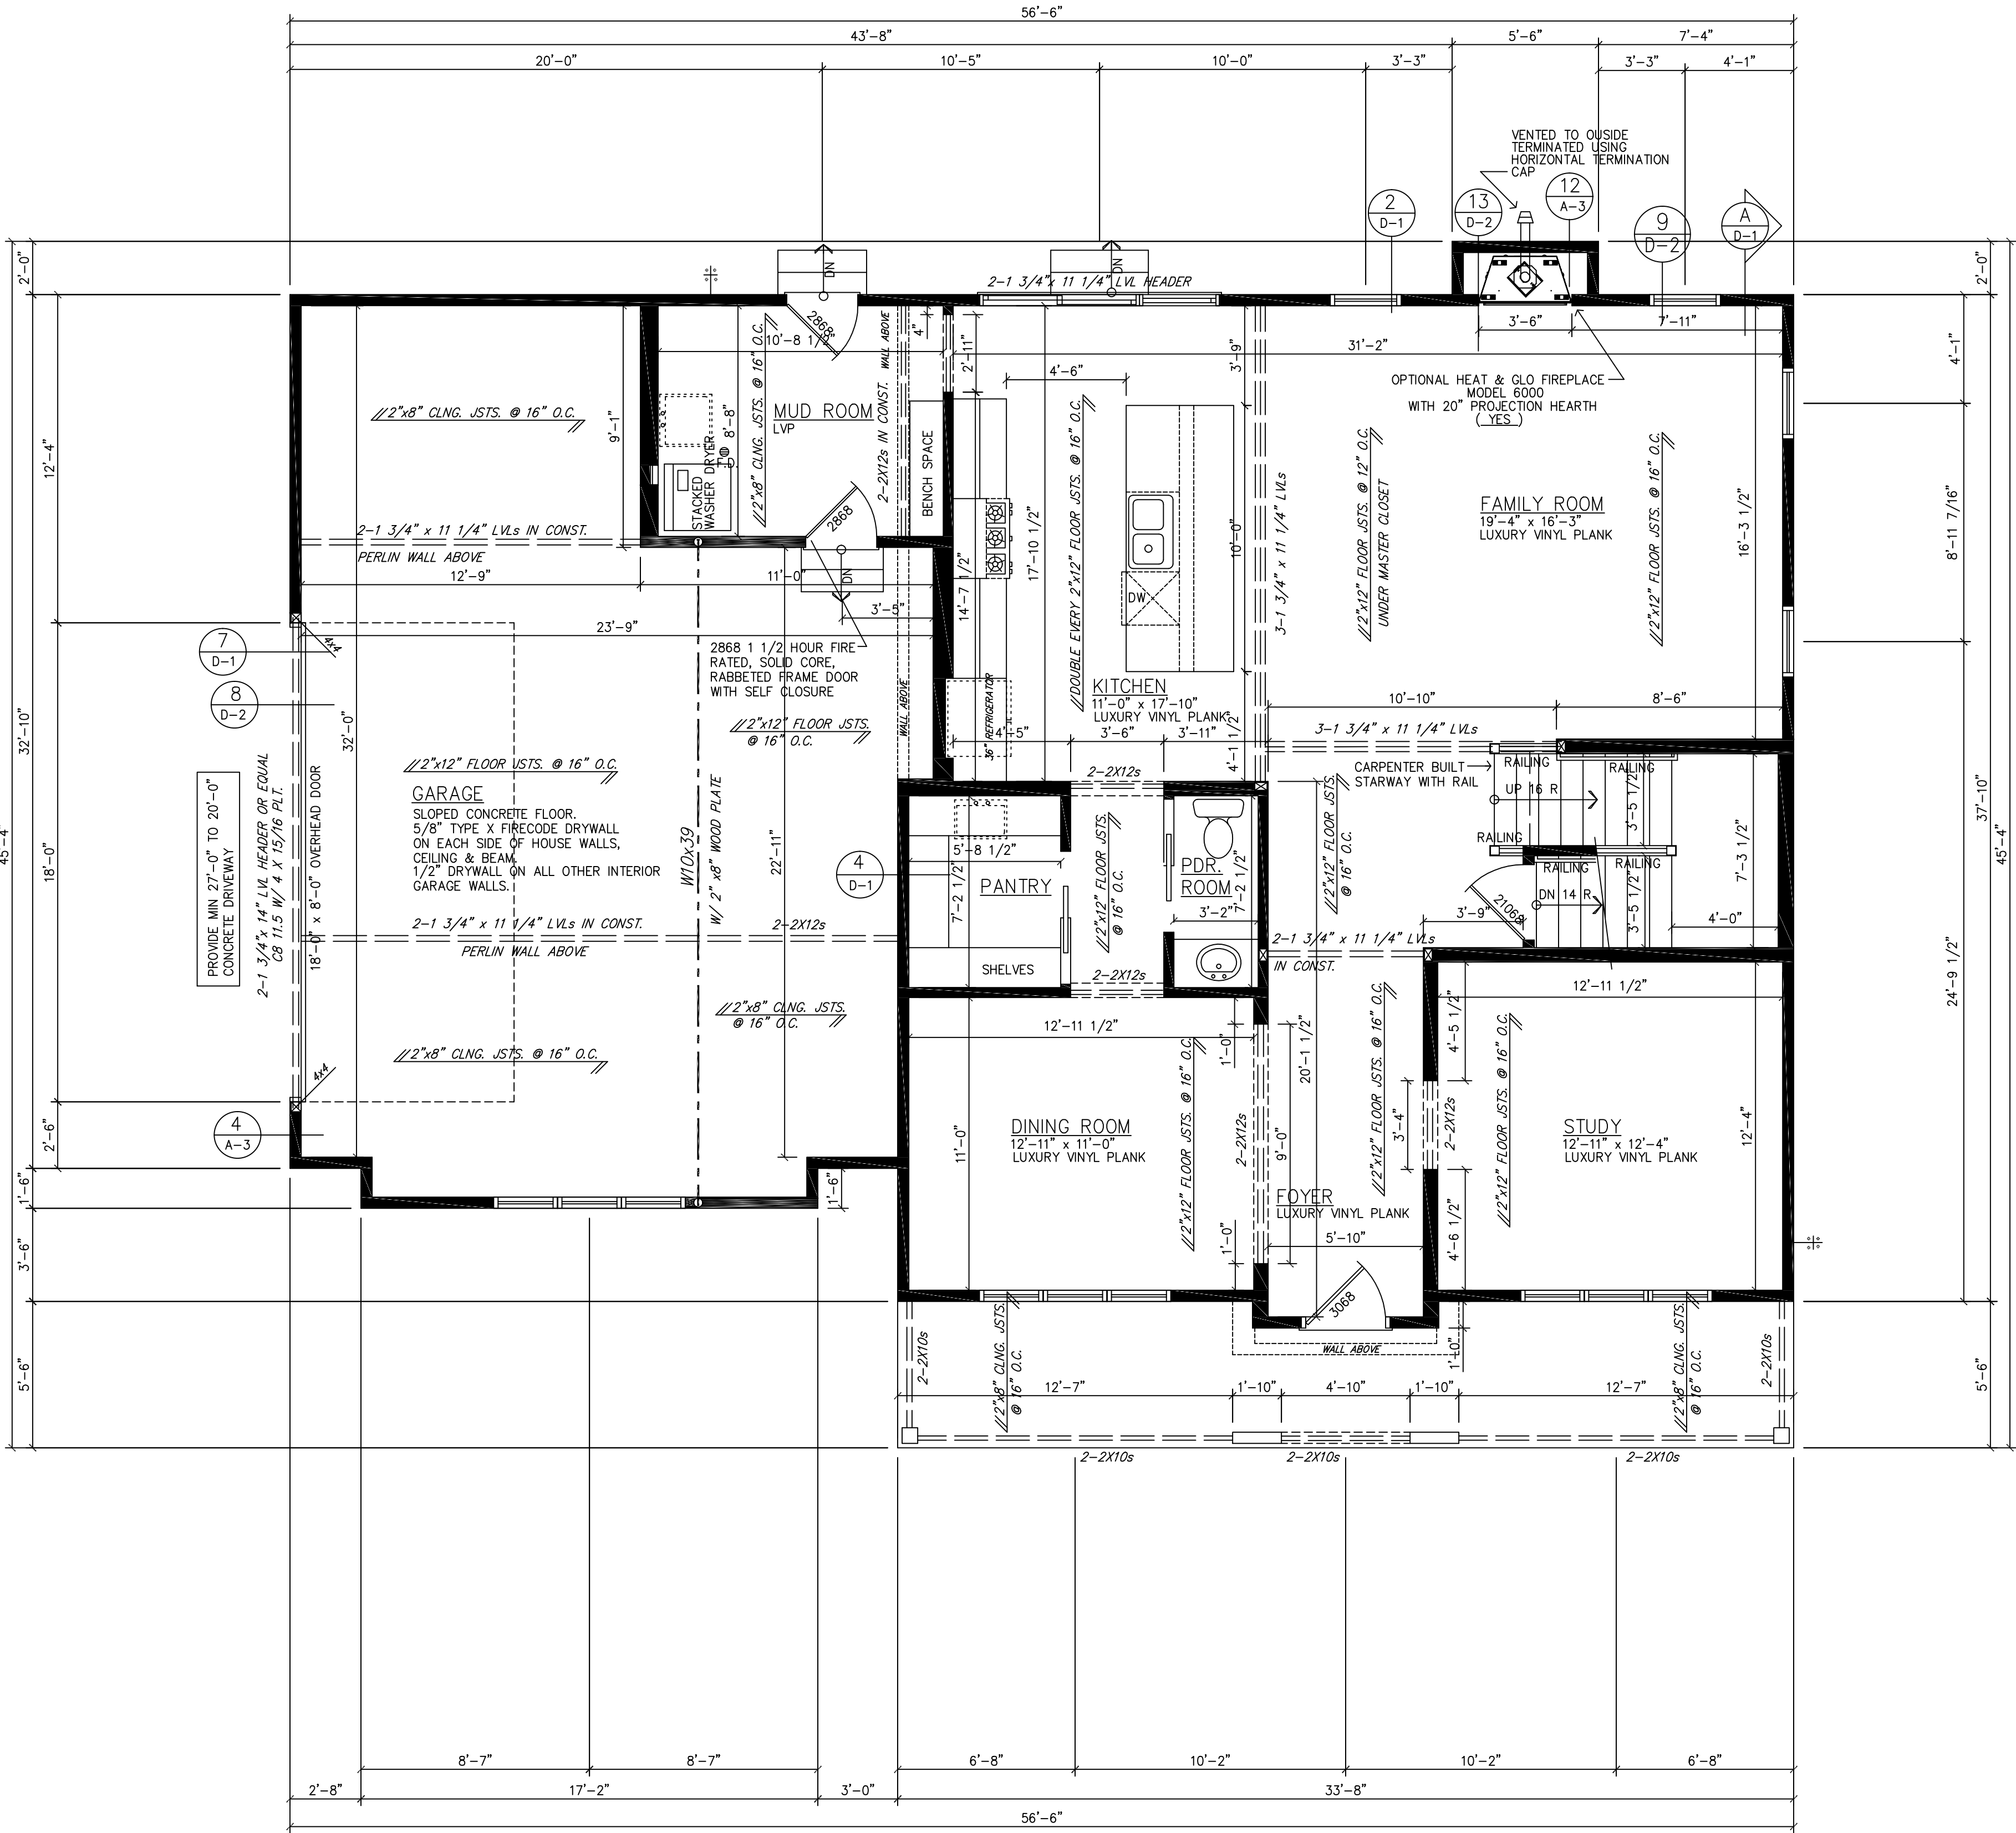 56'-6"
43'-8"
5'-6"
7'-4"
20'-0"
10'-5"
10'-0"
3'-3"
3'-3"
4'-1"
VENTED TO OUSIDE
TERMINATED USING
HORIZONTAL TERMINATION
CAP
2
D-1
13
D-2
12
A-3
9
D-2
A
D-1
2'-0"
2'-0"
DN
DN
2-1 3/4"x 11 1/4" LVL HEADER
2868
10'-8 1/2"
4"
2'-11"
31'-2"
3'-6"
7'-11"
3'-9"
4'-6"
4'-1"
OPTIONAL HEAT & GLO FIREPLACE
MODEL 6000
WITH 20" PROJECTION HEARTH
( YES )
2"x8" CLNG. JSTS. @ 16" O.C.
9'-1"
8'-8"
MUD ROOM
LVP
2"x8" CLNG. JSTS. @ 16" O.C.
2-2X12s IN CONST.
WALL ABOVE
BENCH SPACE
STACKED
WASHER DRYER
2868
12'-4"
17'-10 1/2"
14'-7 1/2"
DOUBLE EVERY 2"x12" FLOOR JSTS. @ 16" O.C.
10'-0"
DW
3-1 3/4" x 11 1/4" LVLs
2"x12" FLOOR JSTS. @ 12" O.C.
UNDER MASTER CLOSET
FAMILY ROOM
19'-4" x 16'-3"
LUXURY VINYL PLANK
2"x12" FLOOR JSTS. @ 16" O.C.
16'-3 1/2"
8'-11 7/16"
2-1 3/4" x 11 1/4" LVLs IN CONST.
PERLIN WALL ABOVE
12'-9"
11'-0"
DN
3'-5"
23'-9"
4x4
7
D-1
8
D-2
2868 1 1/2 HOUR FIRE
RATED, SOLID CORE,
RABBETED FRAME DOOR
WITH SELF CLOSURE
WALL ABOVE
36" REFRIGERATOR
KITCHEN
11'-0" x 17'-10"
LUXURY VINYL PLANK
4'-5"
3'-6"
3'-11"
4'-1 1/2"
10'-10"
8'-6"
3-1 3/4" x 11 1/4" LVLs
CARPENTER BUILT
STARWAY WITH RAIL
RAILING
RAILING
UP 16 R
3'-5 1/2"
RAILING
RAILING
RAILING
DN 14 R
3'-5 1/2"
7'-3 1/2"
4'-0"
21068
3'-9"
45'-4"
32'-10"
18'-0"
32'-0"
PROVIDE MIN 27'-0" TO 20'-0"
CONCRETE DRIVEWAY
2-1 3/4"x 14" LVL HEADER OR EQUAL
C8 11.5 W/ 4 X 15/16 PLT.
18'-0" x 8'-0" OVERHEAD DOOR
2"x12" FLOOR JSTS. @ 16" O.C.
2"x12" FLOOR JSTS.
@ 16" O.C.
GARAGE
SLOPED CONCRETE FLOOR.
5/8" TYPE X FIRECODE DRYWALL
ON EACH SIDE OF HOUSE WALLS,
CEILING & BEAM.
1/2" DRYWALL ON ALL OTHER INTERIOR
GARAGE WALLS.
W10x39
W/ 2" x8" WOOD PLATE
22'-11"
4
D-1
2-2X12s
5'-8 1/2"
PANTRY
7'-2 1/2"
SHELVES
2"x12" FLOOR JSTS.
@ 16" O.C.
2-2X12s
PDR.
ROOM
7'-2 1/2"
3'-2"
2"x12" FLOOR JSTS.
@ 16" O.C.
2-1 3/4" x 11 1/4" LVLs
IN CONST.
2-1 3/4" x 11 1/4" LVLs IN CONST.
PERLIN WALL ABOVE
2-2X12s
2"x8" CLNG. JSTS.
@ 16" O.C.
2"x8" CLNG. JSTS. @ 16" O.C.
4x4
4
A-3
2'-6"
1'-6"
1'-6"
3'-6"
5'-6"
12'-11 1/2"
DINING ROOM
12'-11" x 11'-0"
LUXURY VINYL PLANK
11'-0"
2"x12" FLOOR JSTS. @ 16" O.C.
1'-0"
2-2X12s
9'-0"
1'-0"
20'-1 1/2"
2"x12" FLOOR JSTS. @ 16" O.C.
FOYER
LUXURY VINYL PLANK
5'-10"
3068
4'-5 1/2"
3'-4"
2-2X12s
4'-6 1/2"
12'-11 1/2"
2"x12" FLOOR JSTS. @ 16" O.C.
STUDY
12'-11" x 12'-4"
LUXURY VINYL PLANK
12'-4"
37'-10"
45'-4"
24'-9 1/2"
5'-6"
2-2X10s
2"x8" CLNG. JSTS.
@ 16" O.C.
WALL ABOVE
1'-0"
2"x8" CLNG. JSTS.
@ 16" O.C.
2-2X10s
12'-7"
1'-10"
4'-10"
1'-10"
12'-7"
2-2X10s
2-2X10s
2-2X10s
8'-7"
8'-7"
6'-8"
10'-2"
10'-2"
6'-8"
2'-8"
17'-2"
3'-0"
33'-8"
56'-6"